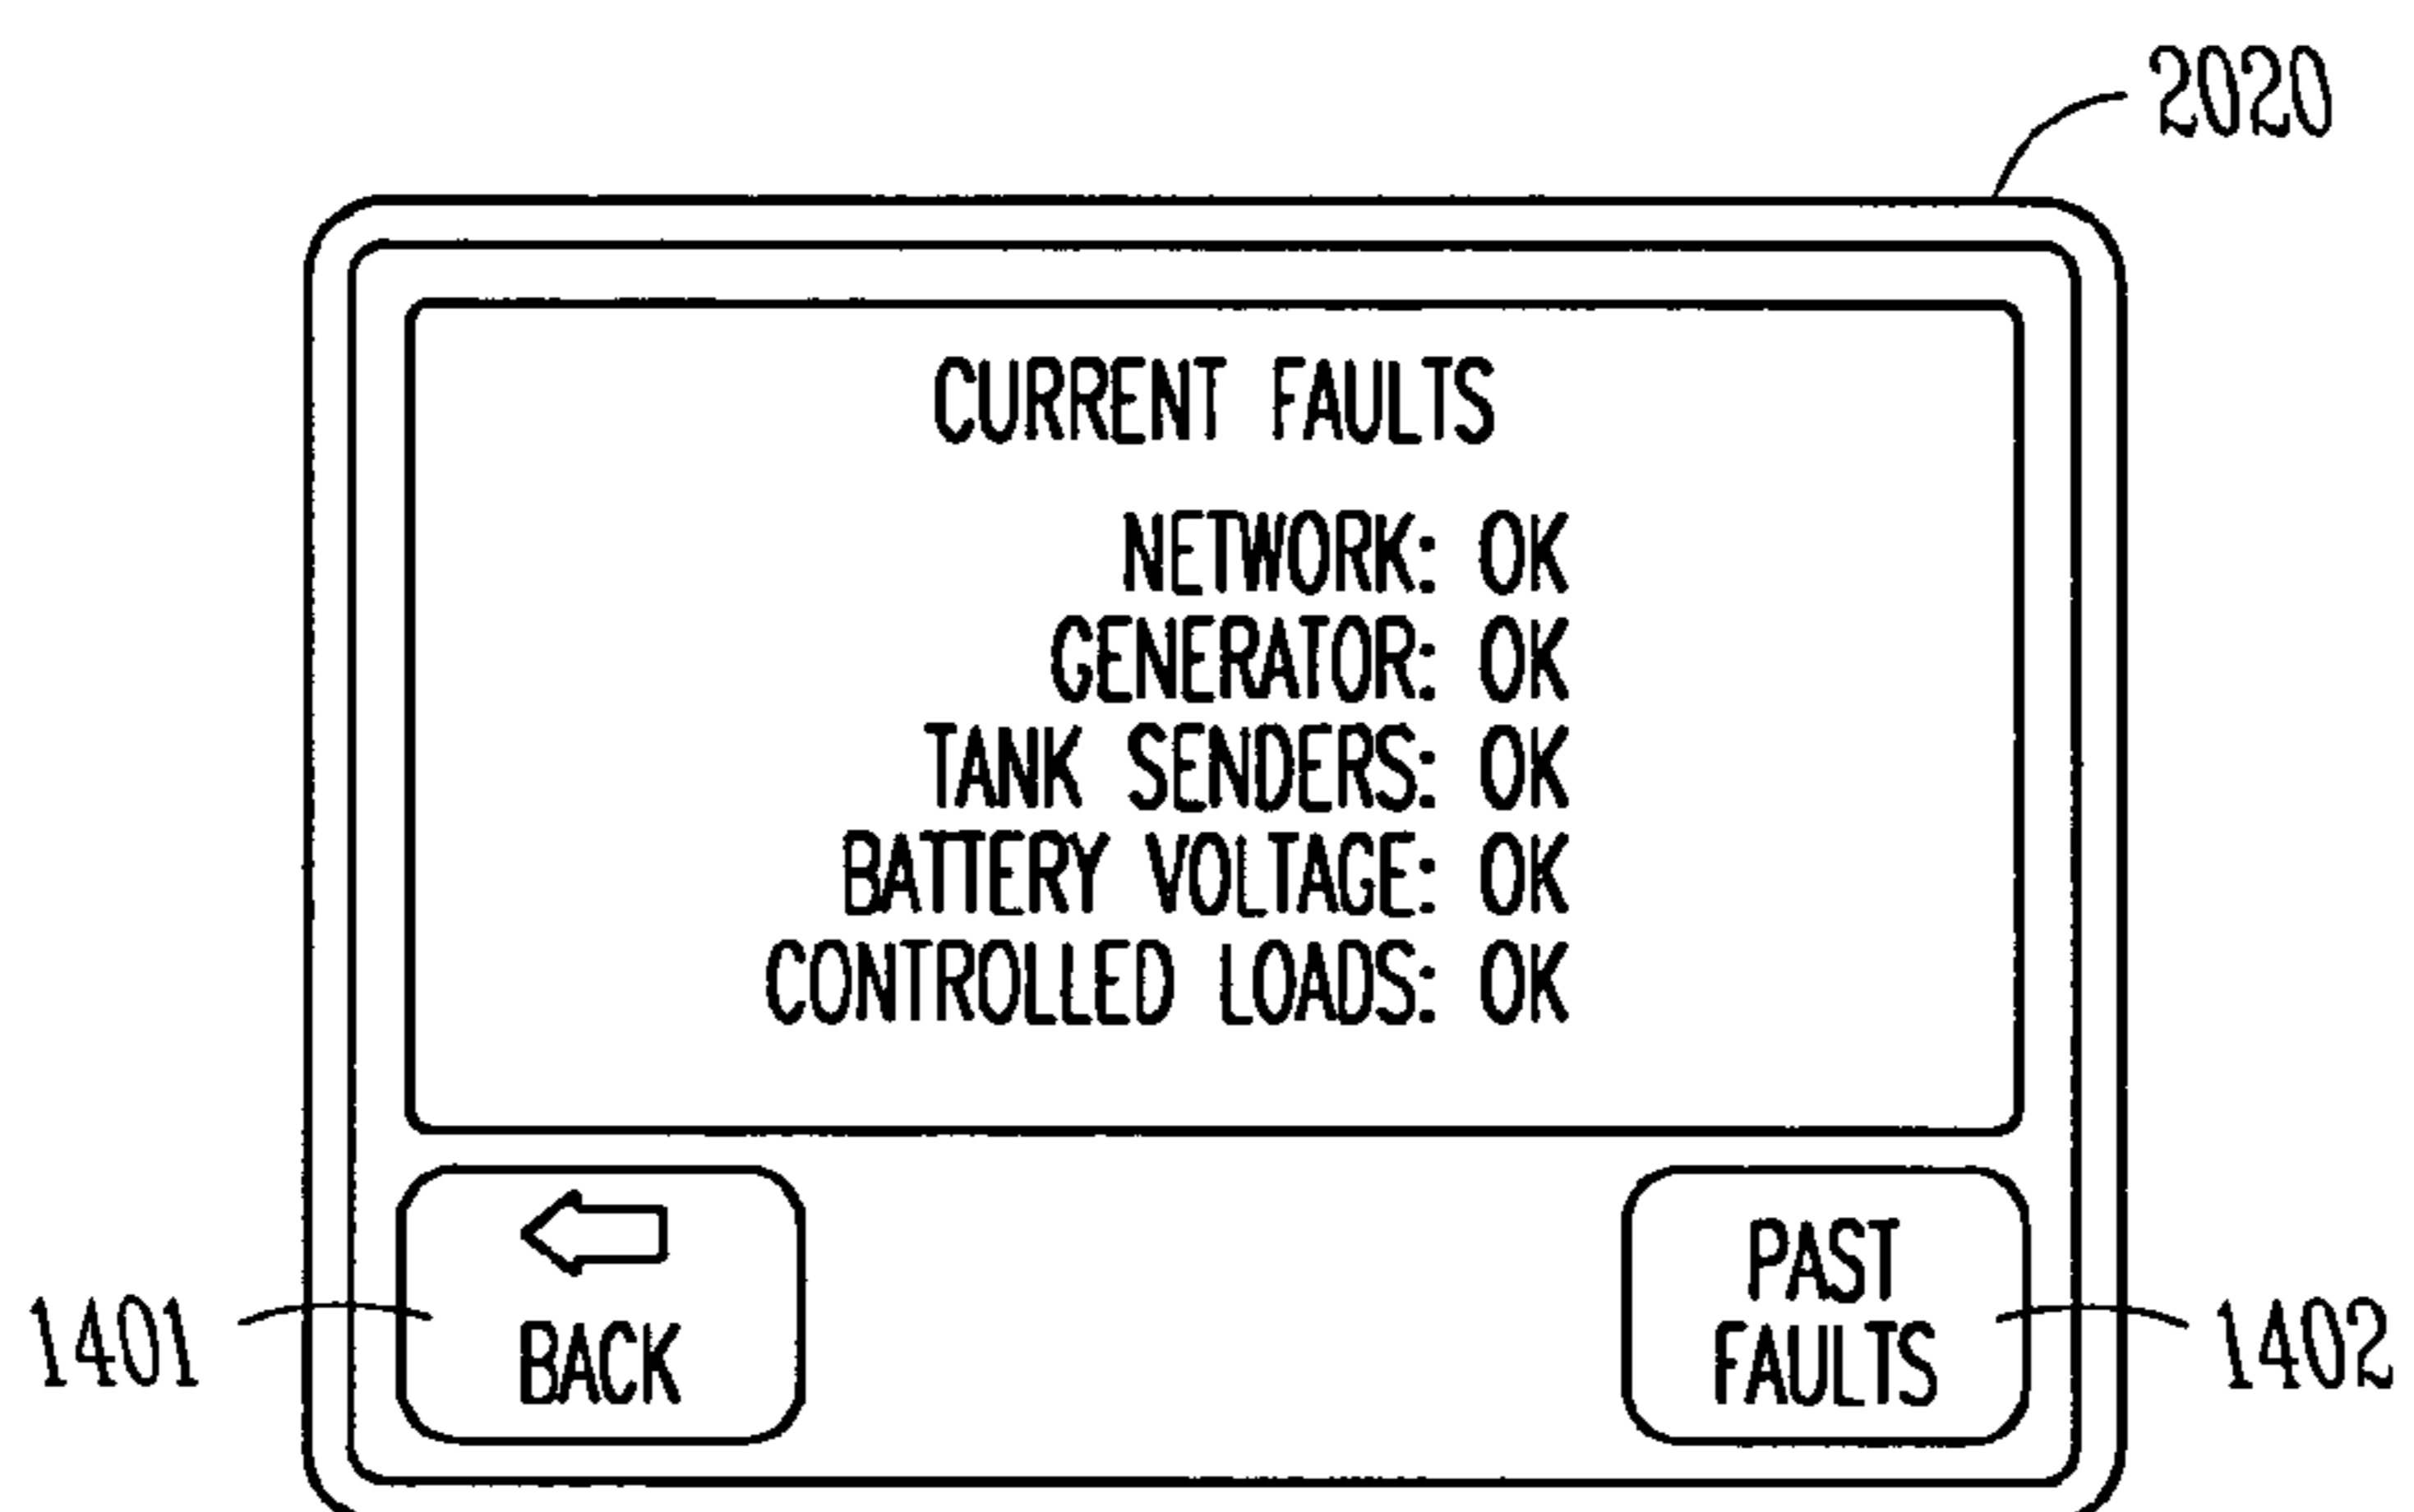 2020
CURRENT FAULTS
NETWORK: OK
GENERATOR: OK
TANK SENDERS: OK
BATTERY VOLTAGE: OK
CONTROLLED LOADS: OK
1401
BACK
PAST
FAULTS
1402